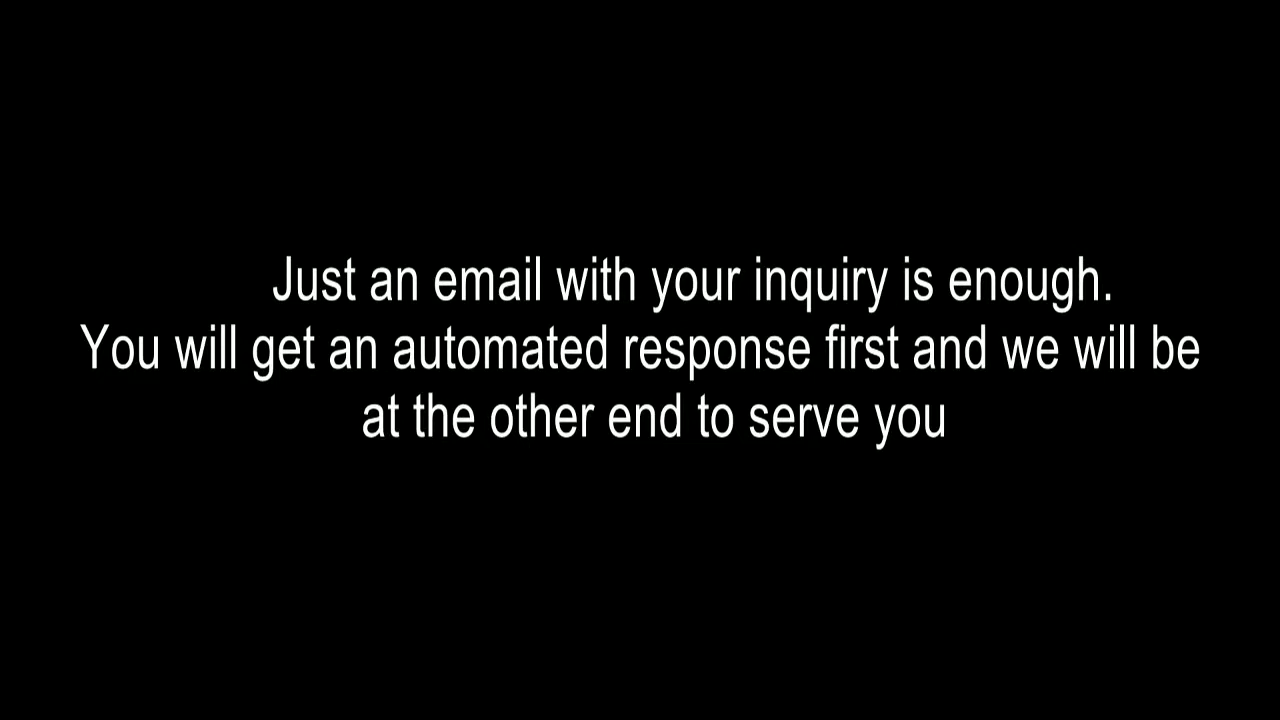 Just an email with your inquiry is enough.
You will get an automated response first and we will be
at the other end to serve you